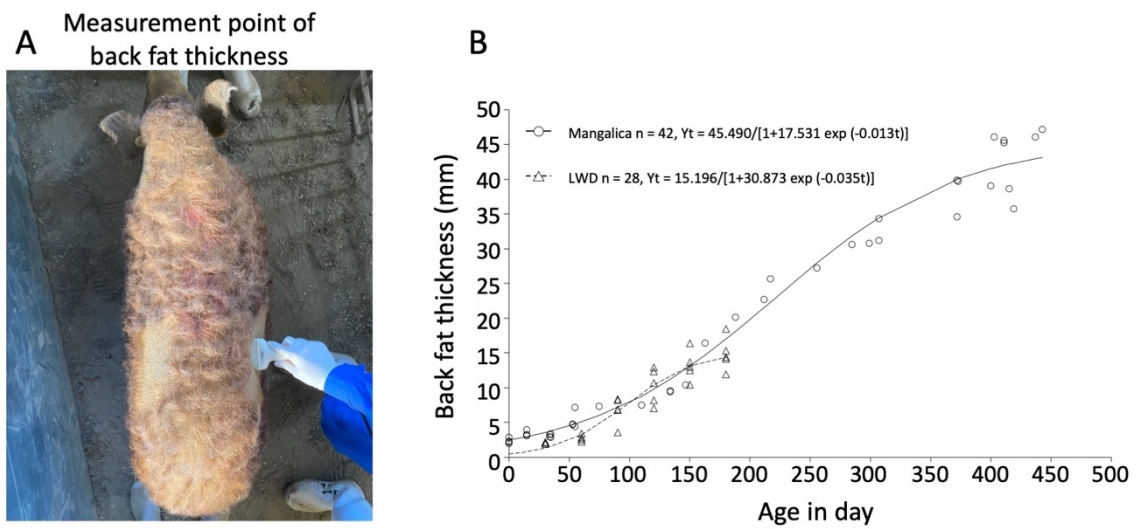 A
Measurement point of
back fat thickness
B
Back fat thickness (mm)
50
45
40
35
30
25
20
15
10
5
0
Mangalica n = 42, Yt = 45.490/[1+17.531 exp (-0.013t)]
LWD n = 28, Yt = 15.196/[1+30.873 exp (-0.035t)]
0 50 100 150 200 250 300 350 400 450 500
Age in day